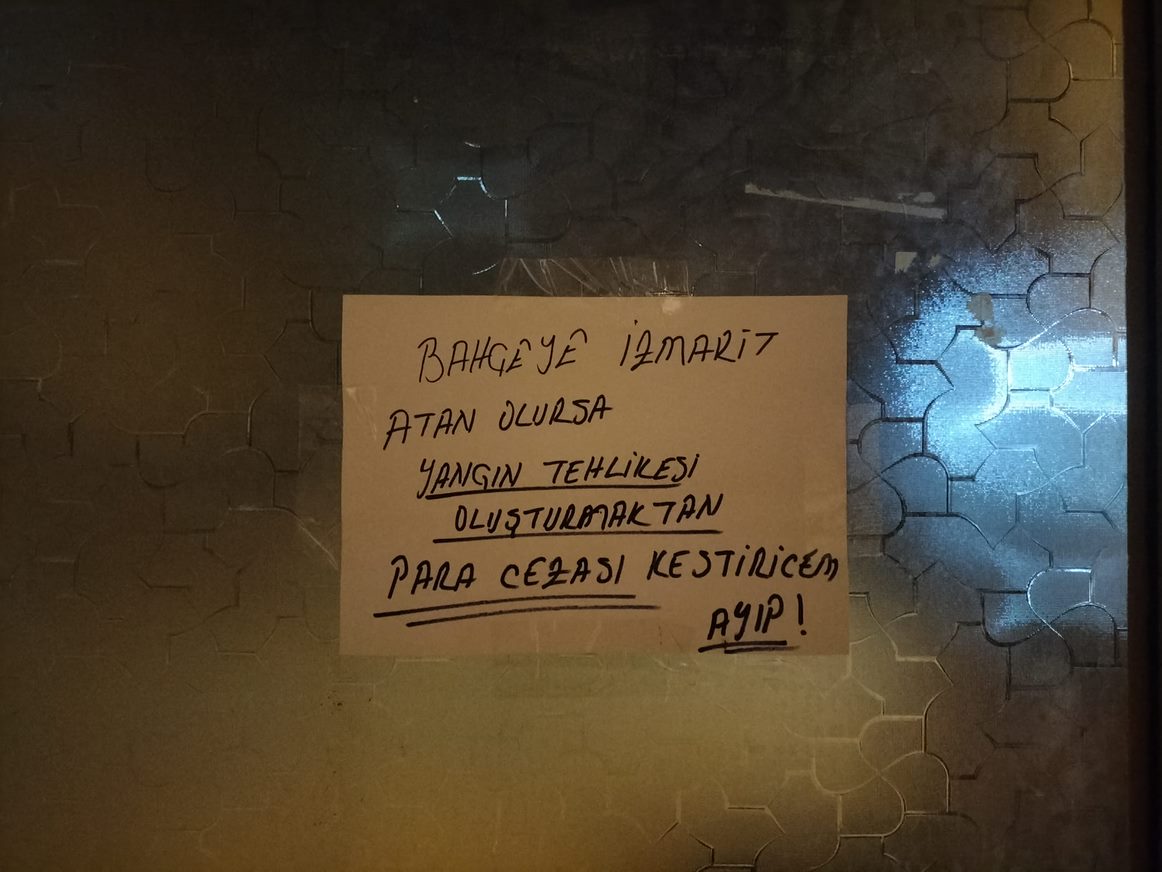 BAHÇEYE İZMARİT
ATAN OLURSA
YANGIN TEHLİKESİ
OLUŞTURMAKTAN
PARA CEZASI KESTİRİCEM
AYIP!